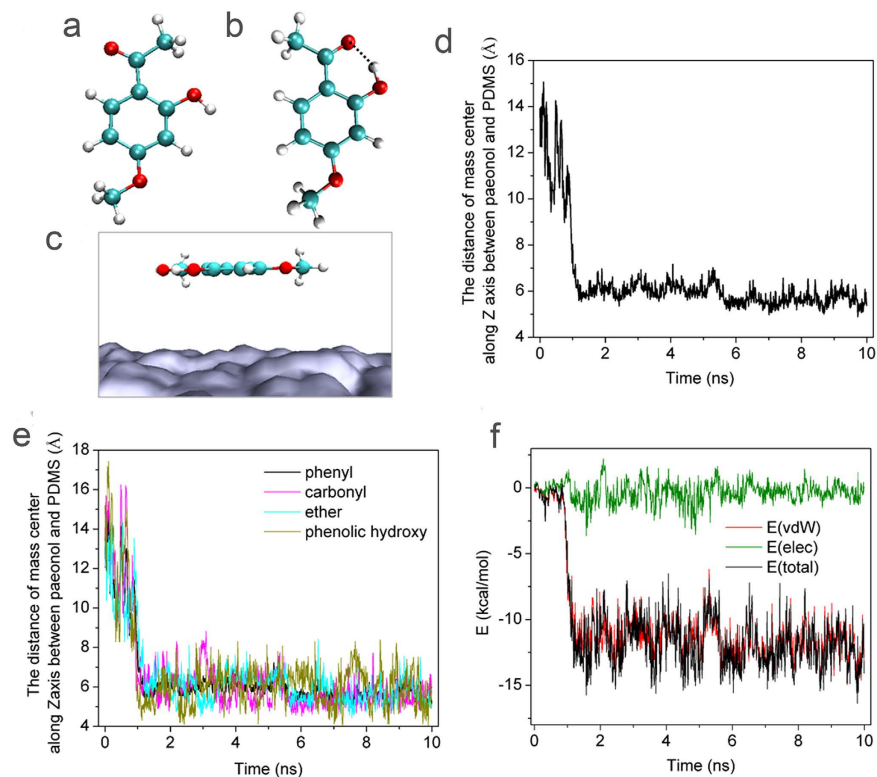 a
b
c
d
The distance of mass center
along Z axis between paeonol and PDMS (Å)
16
14
12
10
8
6
4
0 2 4 6 8 10
Time (ns)
e
The distance of mass center
along Zaxis between paeonol and PDMS (Å)
18
16
14
12
10
8
6
4
phenyl
carbonyl
ether
phenolic hydroxy
0 2 4 6 8 10
Time (ns)
f
E (kcal/mol)
0
-5
-10
-15
E(vdW)
E(elec)
E(total)
0 2 4 6 8 10
Time (ns)